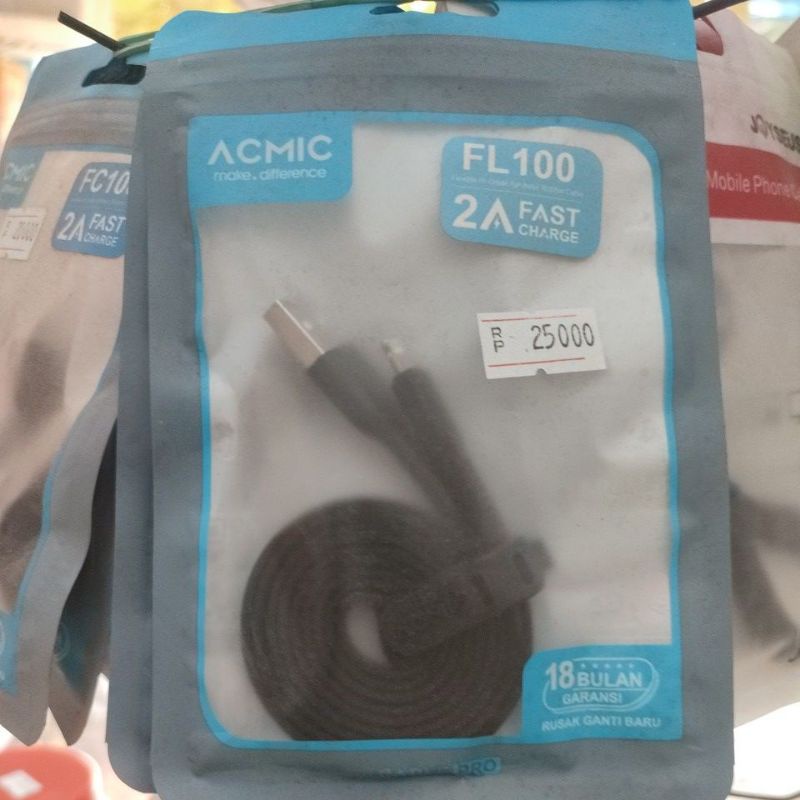 ACMIC
make a difference
FL100
2A FAST
CHARGE
RP 25000
18 BULAN
GARANSI
RUSAK GANTI BARU
PRO
FC10
2A FAST
CHARGE
Mobile Phone